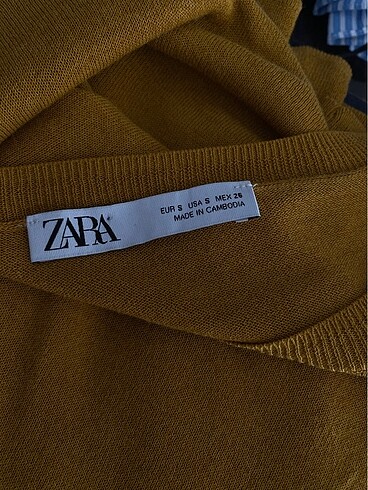 ZARA
EUR S USA S MEX 26
MADE IN CAMBODIA